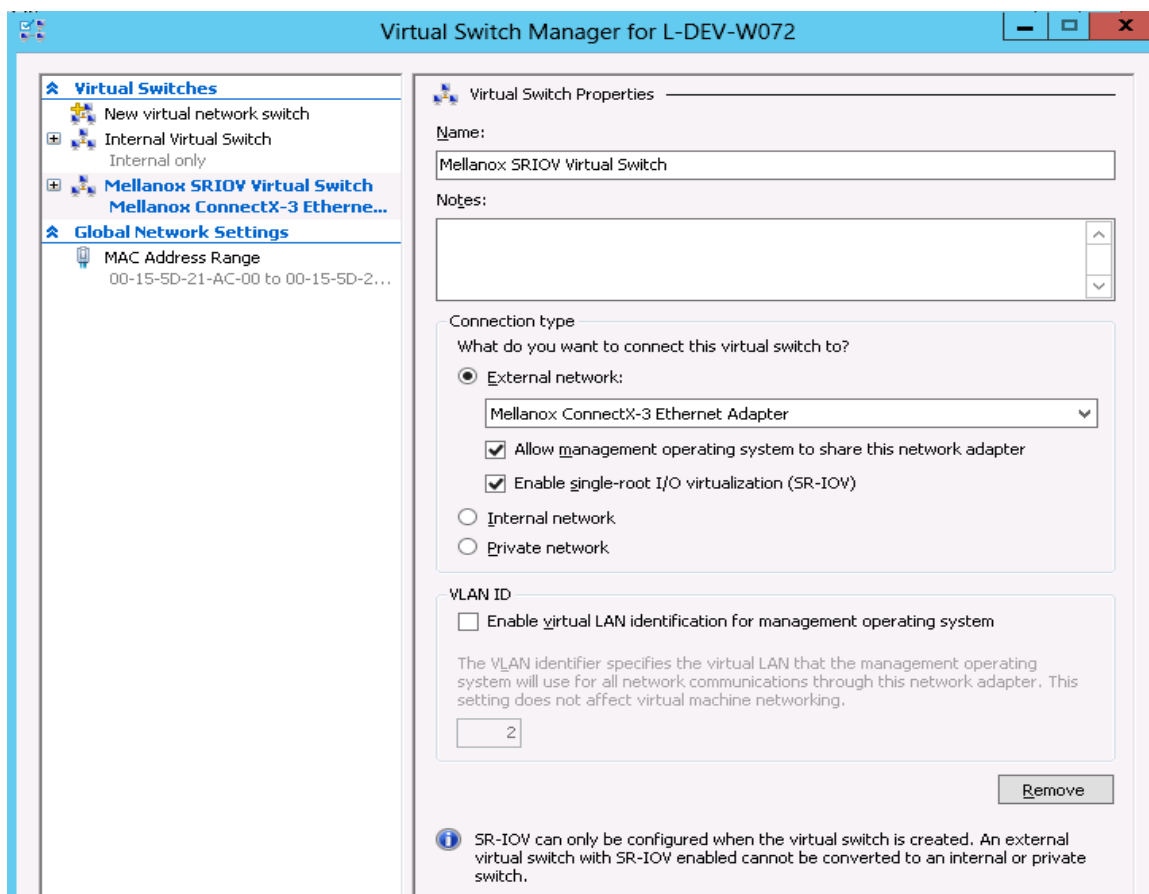 Virtual Switch Manager for L-DEV-W072
Virtual Switches
New virtual network switch
Internal Virtual Switch
Internal only
Mellanox SRIOV Virtual Switch
Mellanox ConnectX-3 Etherne...
Global Network Settings
MAC Address Range
00-15-5D-21-AC-00 to 00-15-5D-2...
Virtual Switch Properties
Name:
Mellanox SRIOV Virtual Switch
Notes:
Connection type
What do you want to connect this virtual switch to?
External network:
Mellanox ConnectX-3 Ethernet Adapter
Allow management operating system to share this network adapter
Enable single-root I/O virtualization (SR-IOV)
Internal network
Private network
VLAN ID
Enable virtual LAN identification for management operating system
The VLAN identifier specifies the virtual LAN that the management operating
system will use for all network communications through this network adapter. This
setting does not affect virtual machine networking.
2
Remove
SR-IOV can only be configured when the virtual switch is created. An external
virtual switch with SR-IOV enabled cannot be converted to an internal or private
switch.